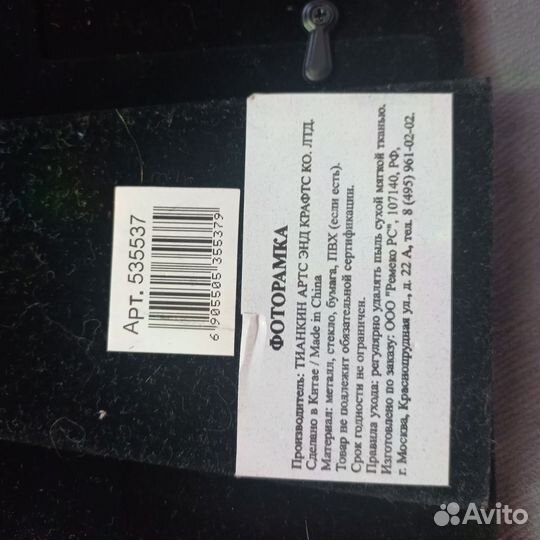 Арт. 535537
6 905505 355379
ФОТОРАМКА
Производитель: ТИАНКИН АРТС ЭНД КРАФТС КО. ЛТД.
Сделано в Китае / Made in China
Материал: металл, стекло, бумага, ПВХ (если есть).
Товар не подлежит обязательной сертификации.
Срок годности не ограничен.
Правила ухода: регулярно удалять пыль сухой мягкой тканью.
Изготовлено по заказу: ООО "Ремеко РС", 107140, РФ,
г. Москва, Краснопрудная ул., д. 22 А, тел. 8 (495) 961-02-02.
Avito